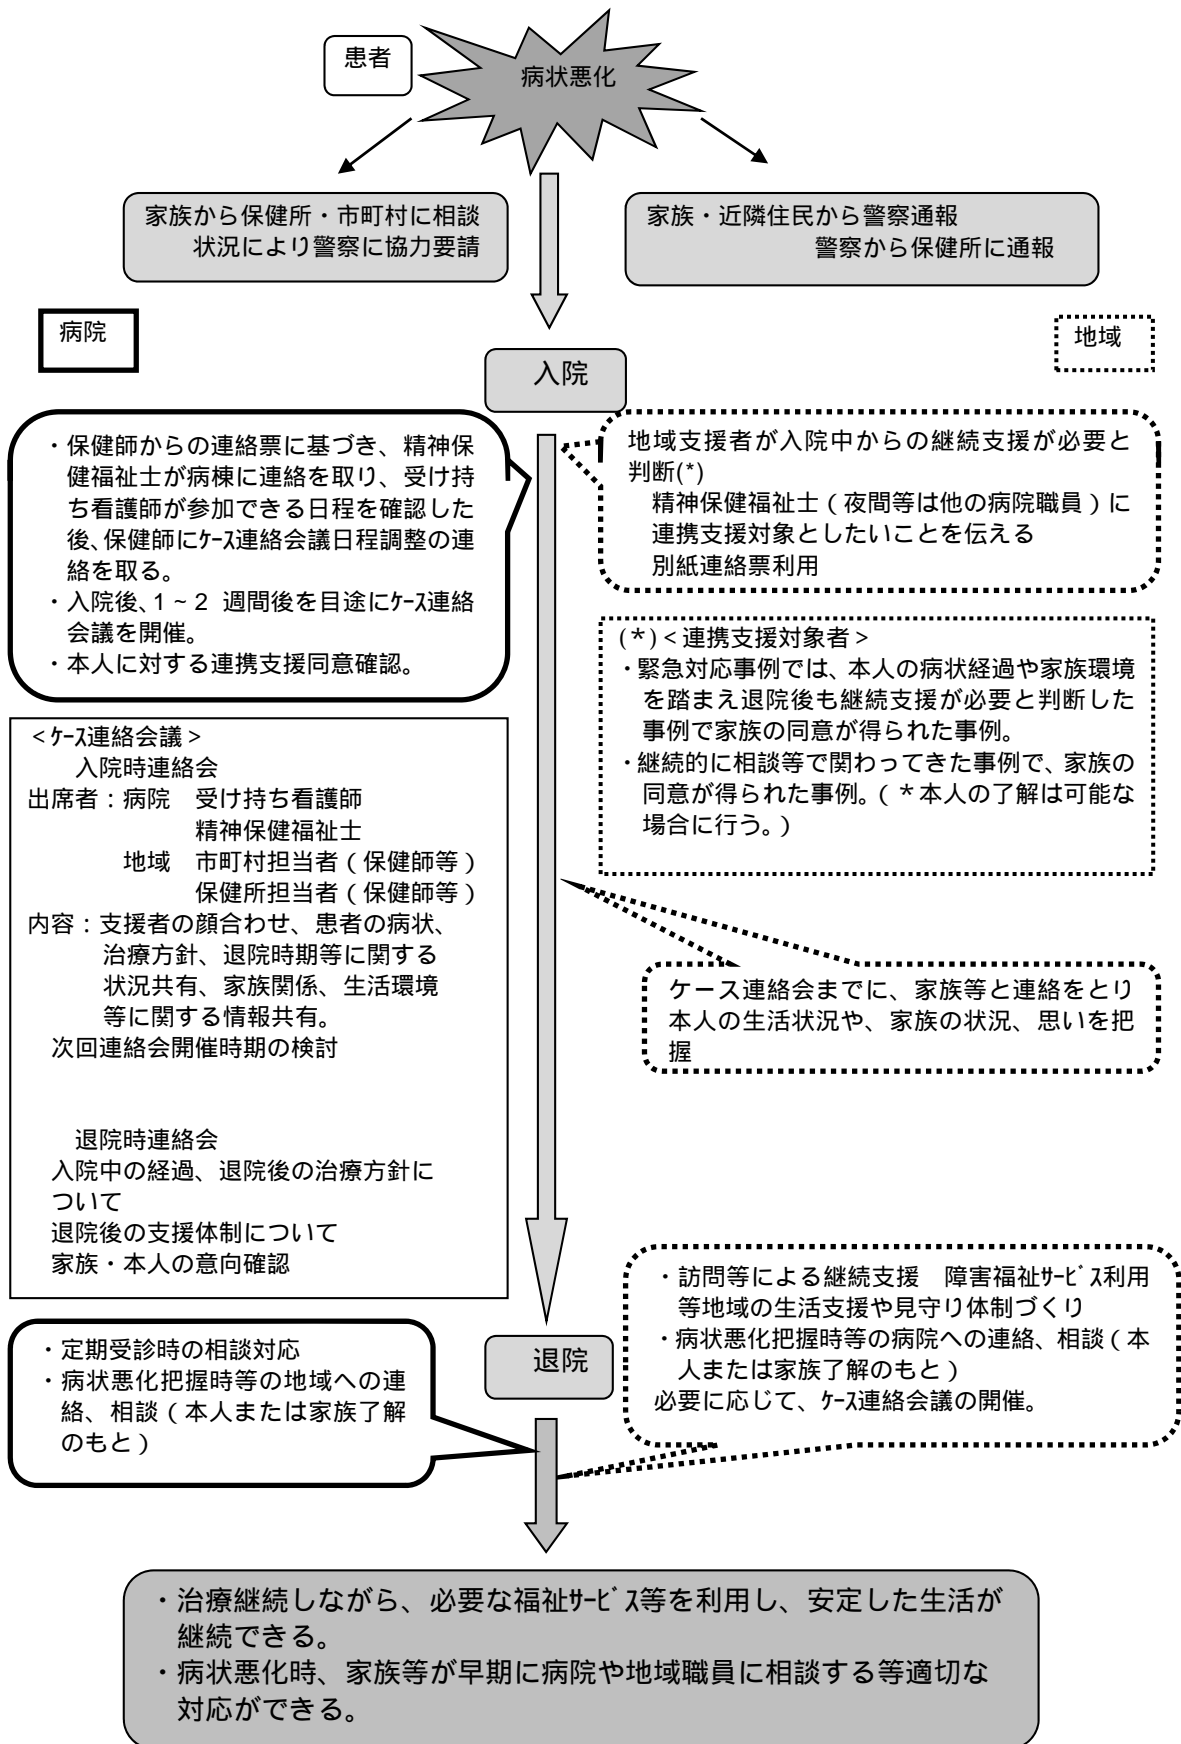 患者
病状悪化
家族から保健所・市町村に相談
状況により警察に協力要請
家族・近隣住民から警察通報
警察から保健所に通報
病院
地域
入院
・保健師からの連絡票に基づき、精神保
健福祉士が病棟に連絡を取り、受け持
ち看護師が参加できる日程を確認した
後、保健師にｹｰｽ連絡会議日程調整の連
絡を取る。
・入院後、1～2 週間後を目途にｹｰｽ連絡
会議を開催。
・本人に対する連携支援同意確認。
地域支援者が入院中からの継続支援が必要と
判断(*)
精神保健福祉士（夜間等は他の病院職員）に
連携支援対象としたいことを伝える
別紙連絡票利用
(＊)＜連携支援対象者＞
・緊急対応事例では、本人の病状経過や家族環境
を踏まえ退院後も継続支援が必要と判断した
事例で家族の同意が得られた事例。
・継続的に相談等で関わってきた事例で、家族の
同意が得られた事例。（＊本人の了解は可能な
場合に行う。）
＜ｹｰｽ連絡会議＞
入院時連絡会
出席者：病院　受け持ち看護師
精神保健福祉士
地域　市町村担当者（保健師等）
保健所担当者（保健師等）
内容：支援者の顔合わせ、患者の病状、
治療方針、退院時期等に関する
状況共有、家族関係、生活環境
等に関する情報共有。
次回連絡会開催時期の検討
退院時連絡会
入院中の経過、退院後の治療方針に
ついて
退院後の支援体制について
家族・本人の意向確認
ケース連絡会までに、家族等と連絡をとり
本人の生活状況や、家族の状況、思いを把
握
・訪問等による継続支援　障害福祉ｻｰﾋﾞｽ利用
等地域の生活支援や見守り体制づくり
・病状悪化把握時等の病院への連絡、相談（本
人または家族了解のもと）
必要に応じて、ｹｰｽ連絡会議の開催。
退院
・定期受診時の相談対応
・病状悪化把握時等の地域への連
絡、相談（本人または家族了解
のもと）
・治療継続しながら、必要な福祉ｻｰﾋﾞｽ等を利用し、安定した生活が
継続できる。
・病状悪化時、家族等が早期に病院や地域職員に相談する等適切な
対応ができる。